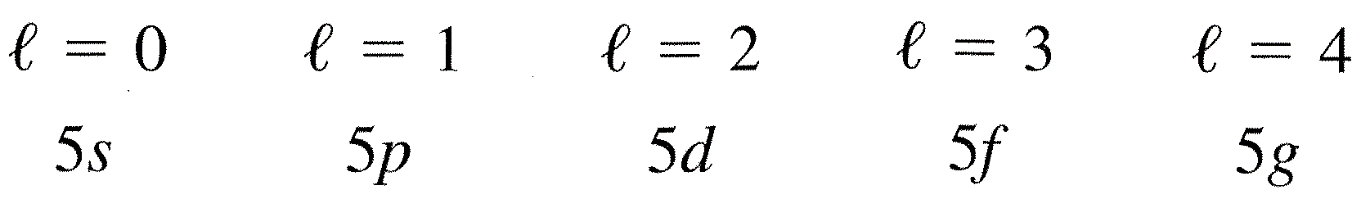 ℓ = 0 ℓ = 1 ℓ = 2 ℓ = 3 ℓ = 4
5s 5p 5d 5f 5g